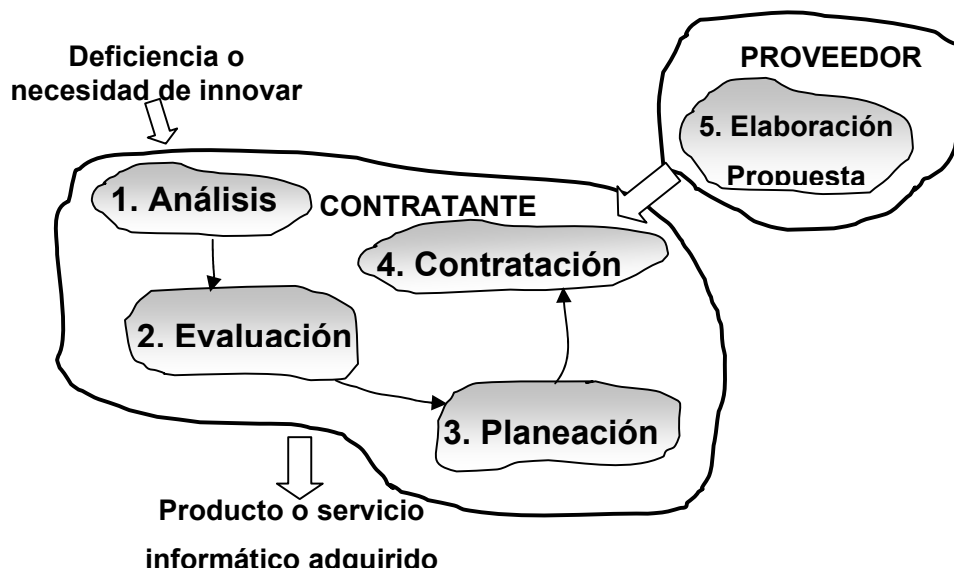 Deficiencia o
necesidad de innovar
PROVEEDOR
5. Elaboración
Propuesta
1. Análisis
CONTRATANTE
4. Contratación
2. Evaluación
3. Planeación
Producto o servicio
informático adquirido